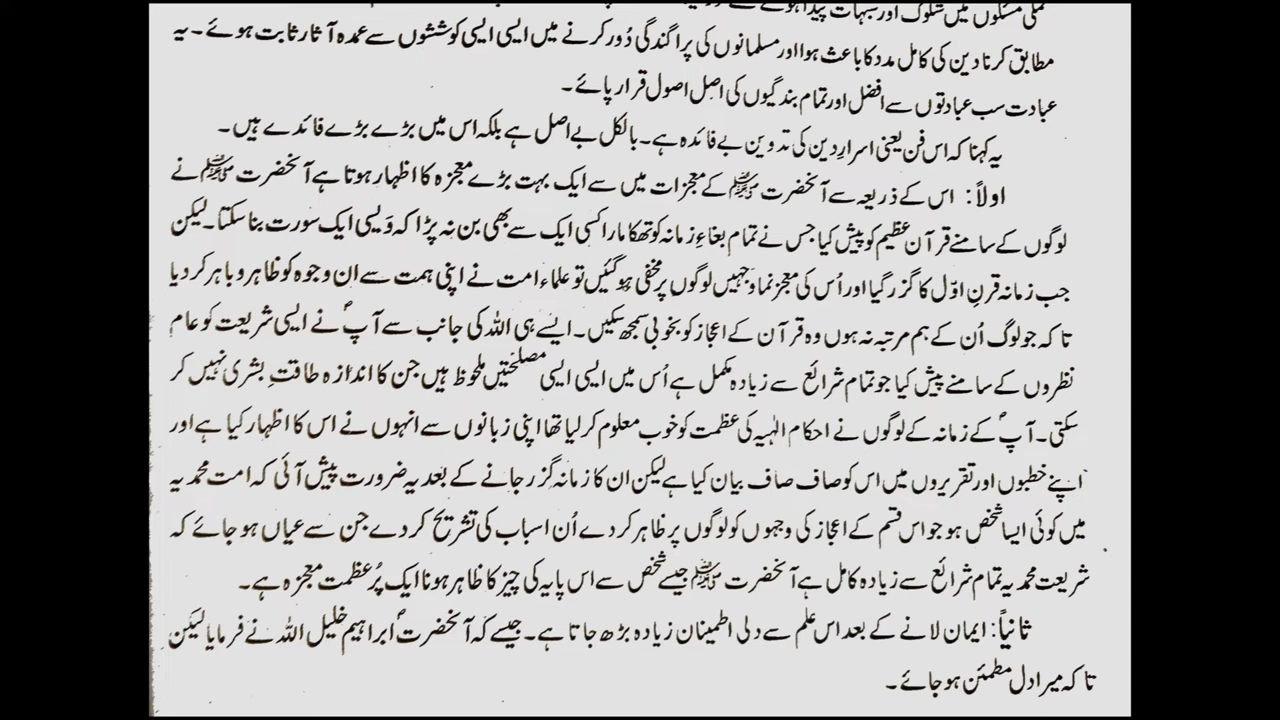 عملی مسئلوں میں شکوک اور شبہات پیدا ہونے
مطابق کرنا دین کی کامل مدد کا باعث ہوا اور مسلمانوں کی پراگندگی دُور کرنے میں ایسی ایسی کوششوں سے عمدہ آثار ثابت ہوئے۔ یہ
عبادت سب عبادتوں سے افضل اور تمام بندگیوں کی اصل اصول قرار پائے۔
یہ کہنا کہ اس فن یعنی اسرارِ دین کی تدوین بے فائدہ ہے۔ بالکل بے اصل ہے بلکہ اس میں بڑے بڑے فائدے ہیں۔
اولاً: اس کے ذریعہ سے آنحضرت ﷺ کے معجزات میں سے ایک بہت بڑے معجزہ کا اظہار ہوتا ہے آنحضرت ﷺ نے
لوگوں کے سامنے قرآن عظیم کو پیش کیا جس نے تمام بغاءِ زمانہ کو تھکا مارا کسی ایک سے بھی بن نہ پڑا کہ وَیسی ایک سورت بنا سکتا۔ لیکن
جب زمانہ قرنِ اوّل کا گزر گیا اور اُس کی معجز نما وجہیں لوگوں پر مخفی ہو گئیں تو علماء امت نے اپنی ہمت سے ان وجوہ کو ظاہر و باہر کر دیا
تا کہ جو لوگ اُن کے ہم مرتبہ نہ ہوں وہ قرآن کے اعجاز کو بخوبی سمجھ سکیں۔ ایسے ہی اللہ کی جانب سے آپؐ نے ایسی شریعت کو عام
نظروں کے سامنے پیش کیا جو تمام شرائع سے زیادہ مکمل ہے اُس میں ایسی ایسی مصلحتیں ملحوظ ہیں جن کا اندازہ طاقتِ بشری نہیں کر
سکتی۔ آپؐ کے زمانہ کے لوگوں نے احکام الٰہیہ کی عظمت کو خوب معلوم کر لیا تھا اپنی زبانوں سے انہوں نے اس کا اظہار کیا ہے اور
اپنے خطبوں اور تقریروں میں اس کو صاف صاف بیان کیا ہے لیکن ان کا زمانہ گزر جانے کے بعد یہ ضرورت پیش آئی کہ امت محمدیہ
میں کوئی ایسا شخص ہو جو اس قسم کے اعجاز کی وجہوں کو لوگوں پر ظاہر کر دے اُن اسباب کی تشریح کر دے جن سے عیاں ہو جائے کہ
شریعت محمدیہ تمام شرائع سے زیادہ کامل ہے آنحضرت ﷺ جیسے شخص سے اس پایہ کی چیز کا ظاہر ہونا ایک پُر عظمت معجزہ ہے۔
ثانیاً: ایمان لانے کے بعد اس علم سے دلی اطمینان زیادہ بڑھ جاتا ہے۔ جیسے کہ آنحضرتؐ ابراہیم خلیل اللہ نے فرمایا لیکن
تا کہ میرا دل مطمئن ہو جائے۔